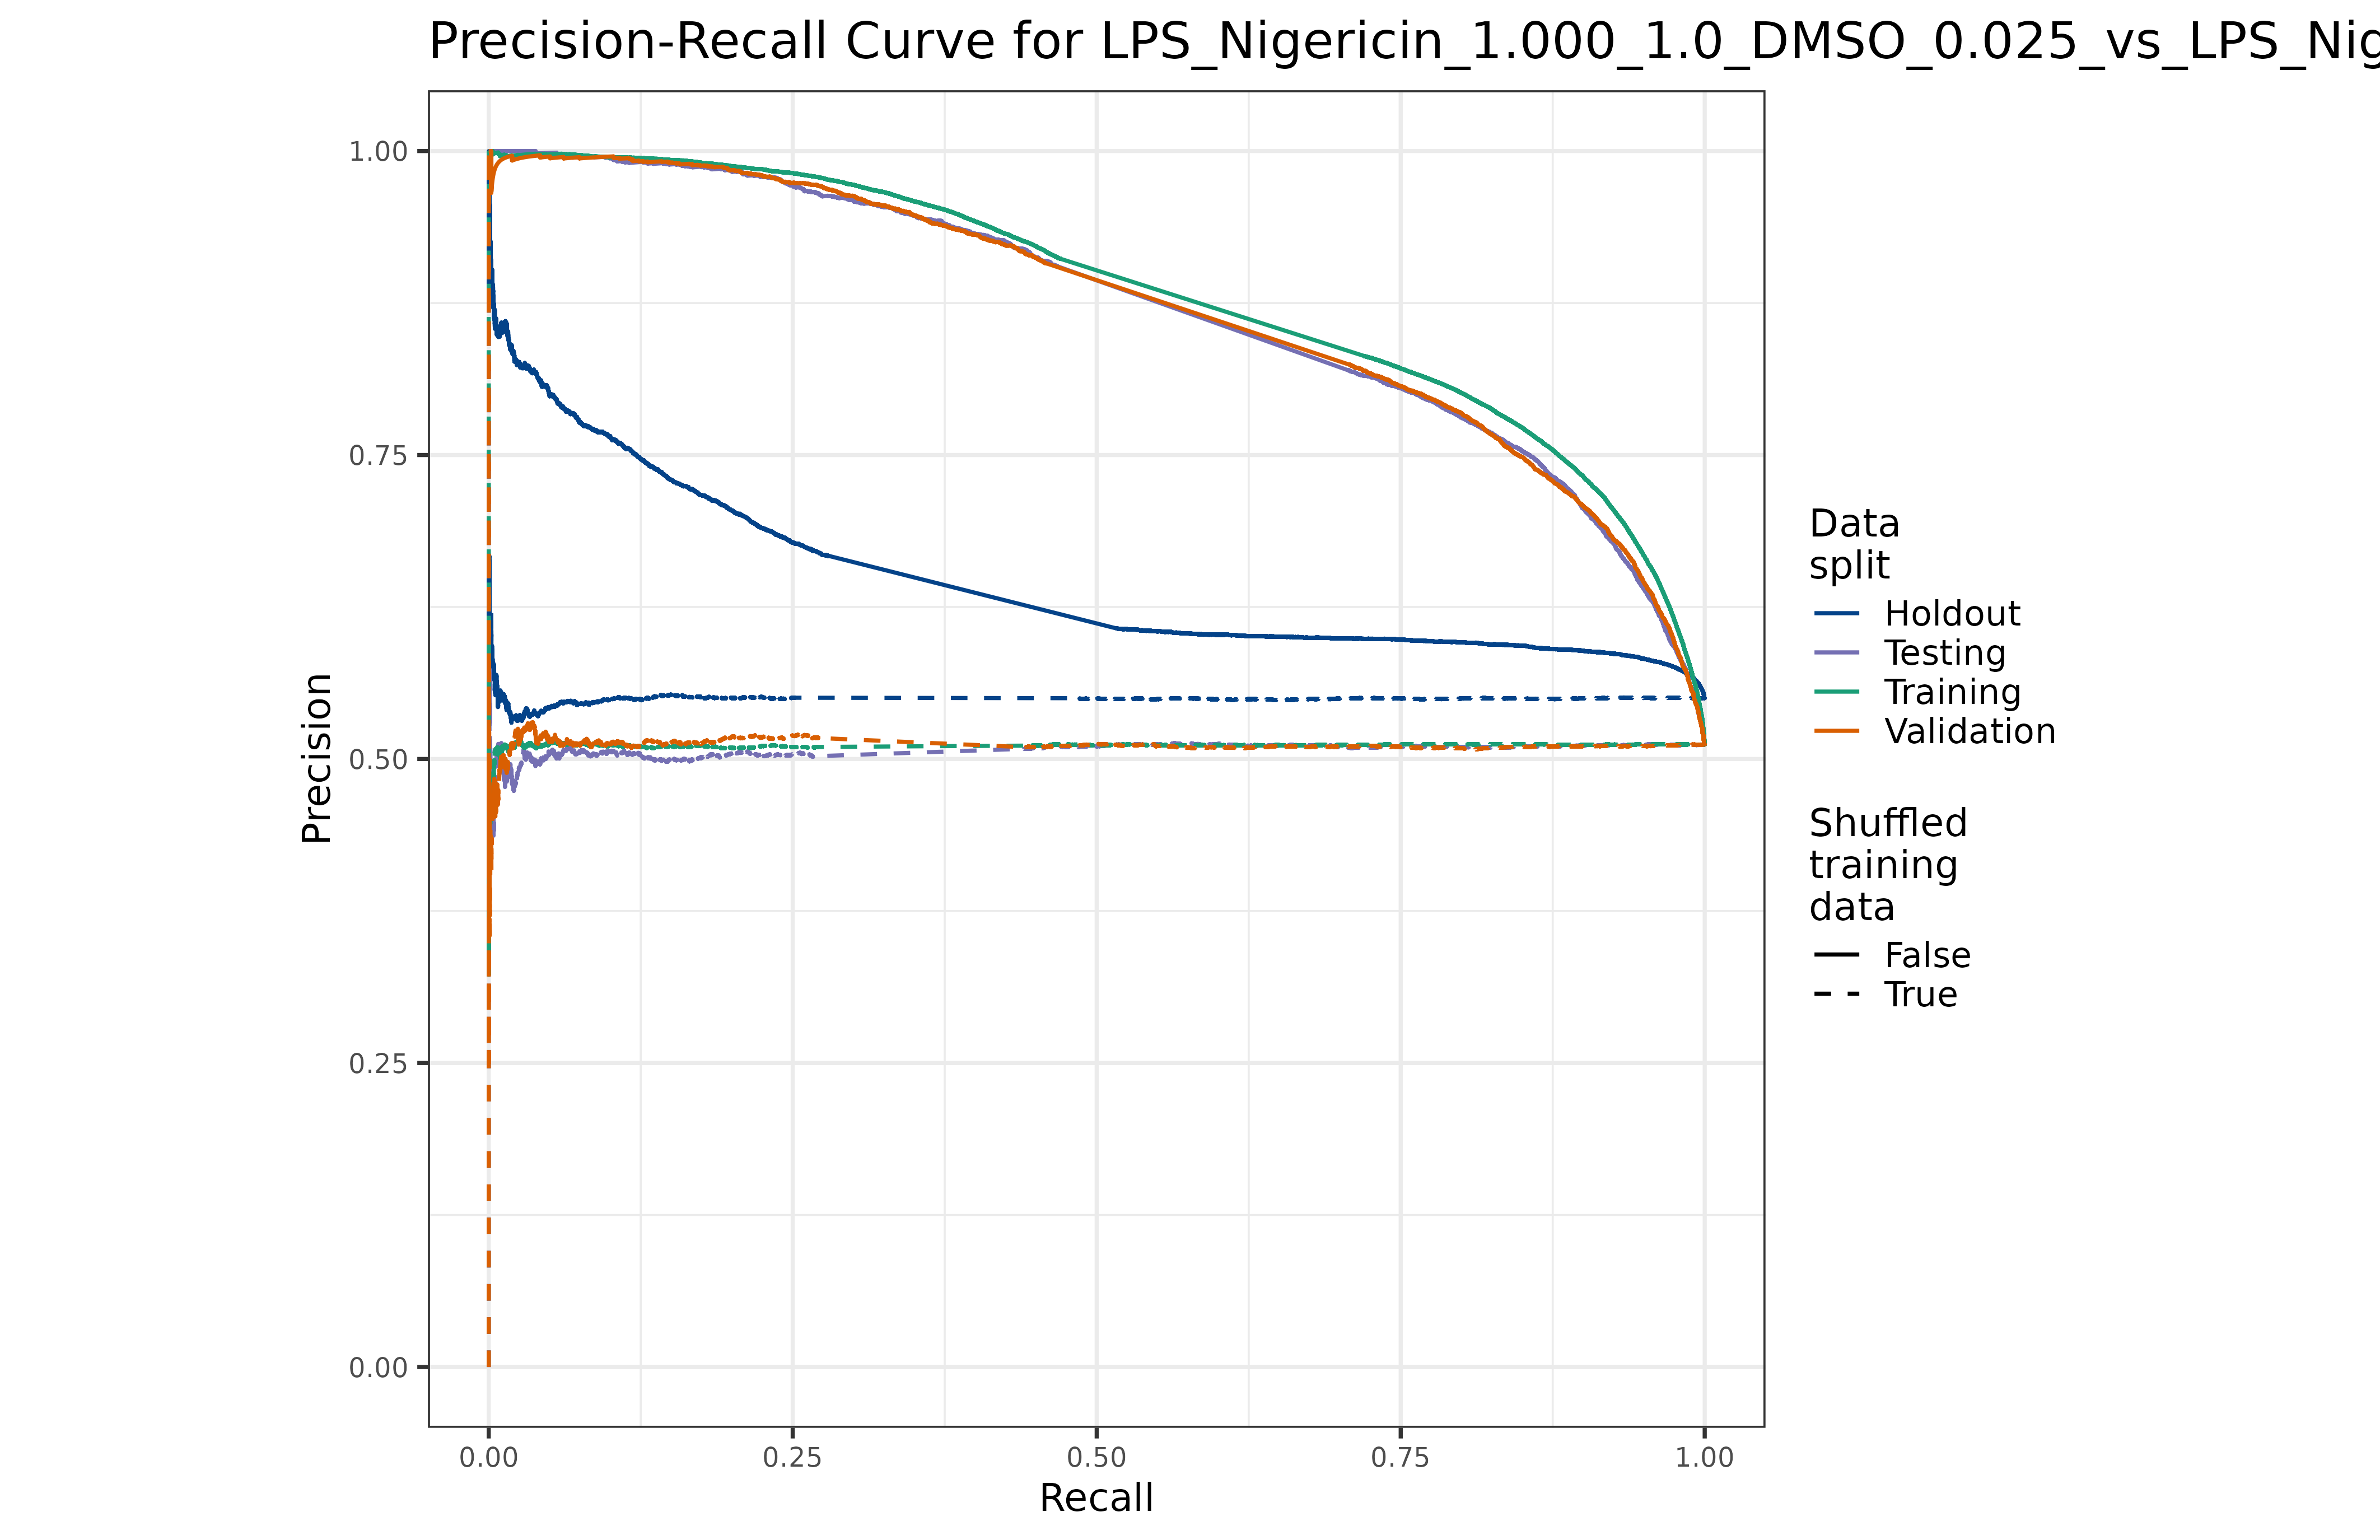 Precision-Recall Curve for LPS_Nigericin_1.000_1.0_DMSO_0.025_vs_LPS_Nig
1.00
0.75
0.50
0.25
0.00
Precision
0.00 0.25 0.50 0.75 1.00
Recall
Data
split
Holdout
Testing
Training
Validation
Shuffled
training
data
False
True